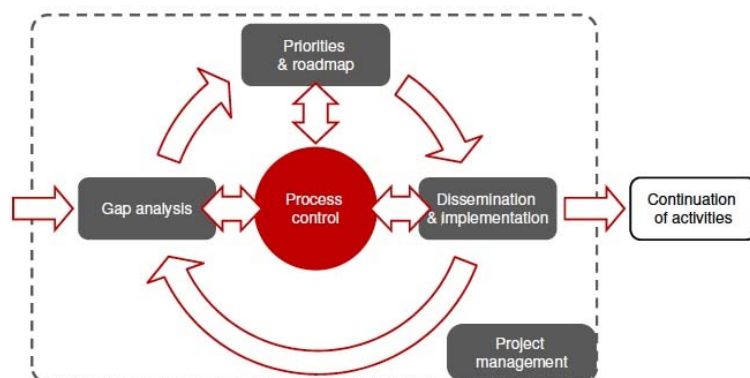 Priorities
& roadmap
Gap analysis
Process
control
Dissemination
& implementation
Continuation
of activities
Project
management